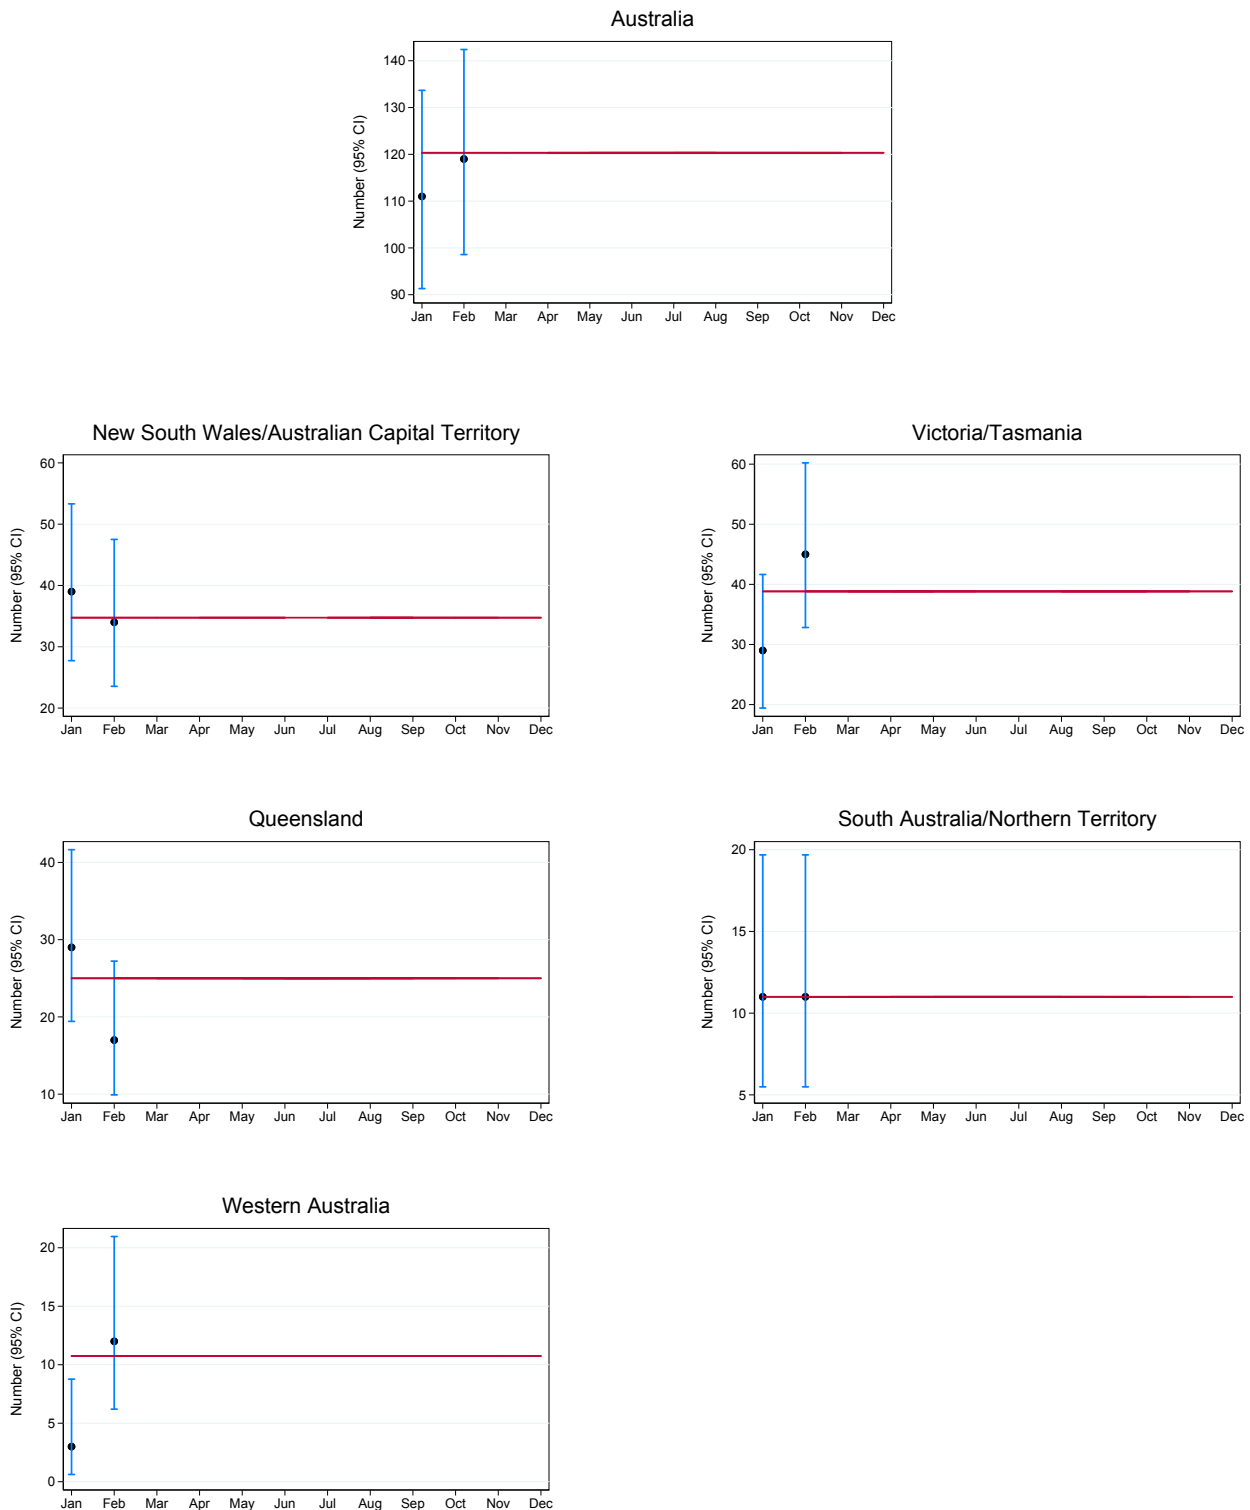 Australia
Number (95% CI)
140
130
120
110
100
90
Jan Feb Mar Apr May Jun Jul Aug Sep Oct Nov Dec
New South Wales/Australian Capital Territory
Number (95% CI)
60
50
40
30
20
Jan Feb Mar Apr May Jun Jul Aug Sep Oct Nov Dec
Victoria/Tasmania
Number (95% CI)
60
50
40
30
20
Jan Feb Mar Apr May Jun Jul Aug Sep Oct Nov Dec
Queensland
Number (95% CI)
40
30
20
10
Jan Feb Mar Apr May Jun Jul Aug Sep Oct Nov Dec
South Australia/Northern Territory
Number (95% CI)
20
15
10
5
Jan Feb Mar Apr May Jun Jul Aug Sep Oct Nov Dec
Western Australia
Number (95% CI)
20
15
10
5
0
Jan Feb Mar Apr May Jun Jul Aug Sep Oct Nov Dec